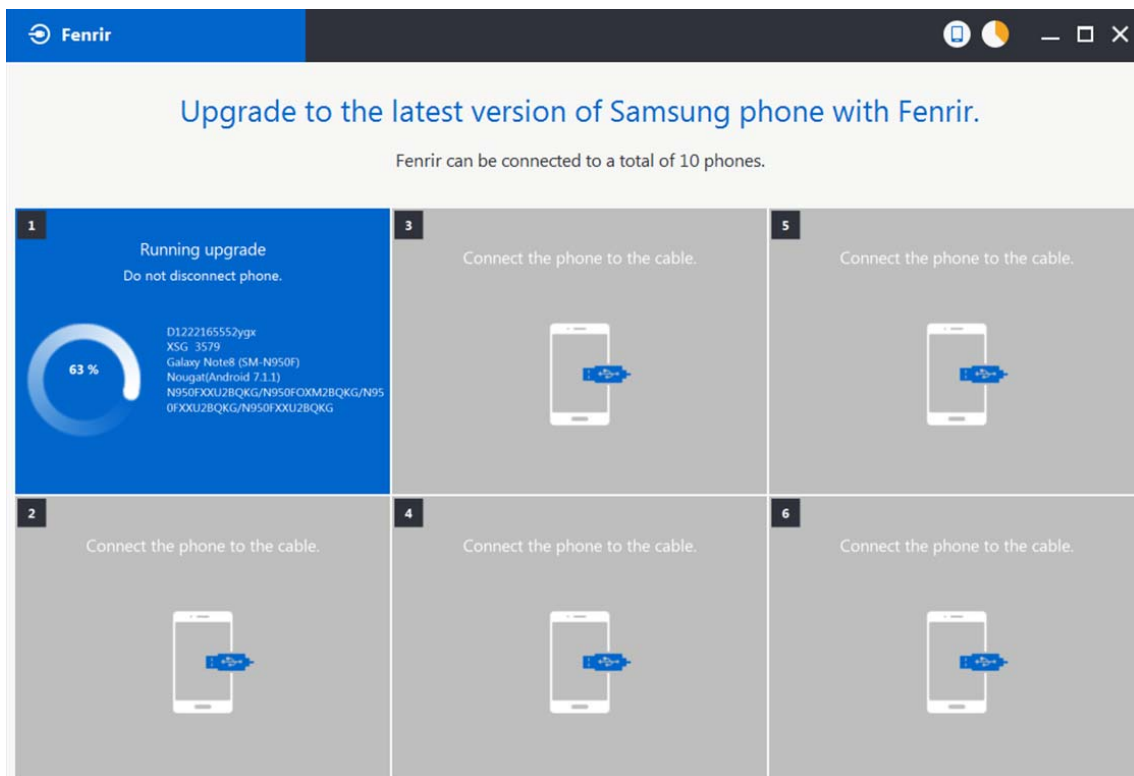 Fenrir
Upgrade to the latest version of Samsung phone with Fenrir.
Fenrir can be connected to a total of 10 phones.
1
Running upgrade
Do not disconnect phone.
63 %
D1222165552ygx
XSG 3579
Galaxy Note8 (SM-N950F)
Nougat(Android 7.1.1)
N950FXXU2BQKG/N950FOXM2BQKG/N95
0FXXU2BQKG/N950FXXU2BQKG
3
Connect the phone to the cable.
5
Connect the phone to the cable.
2
Connect the phone to the cable.
4
Connect the phone to the cable.
6
Connect the phone to the cable.